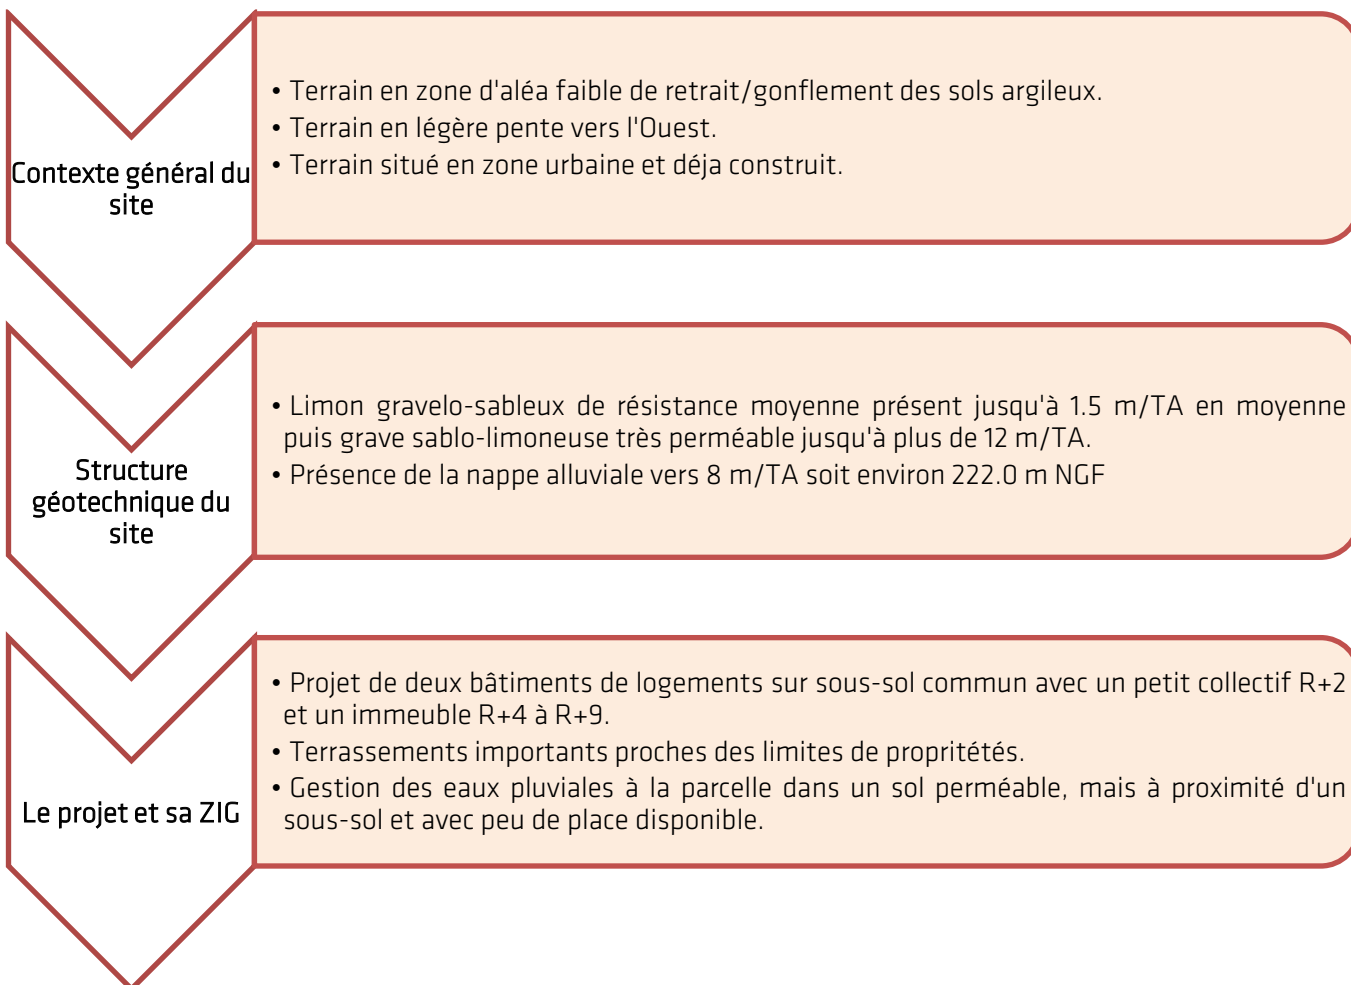 Contexte général du
site
• Terrain en zone d'aléa faible de retrait/gonflement des sols argileux.
• Terrain en légère pente vers l'Ouest.
• Terrain situé en zone urbaine et déja construit.
Structure
géotechnique du
site
• Limon gravelo-sableux de résistance moyenne présent jusqu'à 1.5 m/TA en moyenne
puis grave sablo-limoneuse très perméable jusqu'à plus de 12 m/TA.
• Présence de la nappe alluviale vers 8 m/TA soit environ 222.0 m NGF
Le projet et sa ZIG
• Projet de deux bâtiments de logements sur sous-sol commun avec un petit collectif R+2
et un immeuble R+4 à R+9.
• Terrassements importants proches des limites de propritétés.
• Gestion des eaux pluviales à la parcelle dans un sol perméable, mais à proximité d'un
sous-sol et avec peu de place disponible.